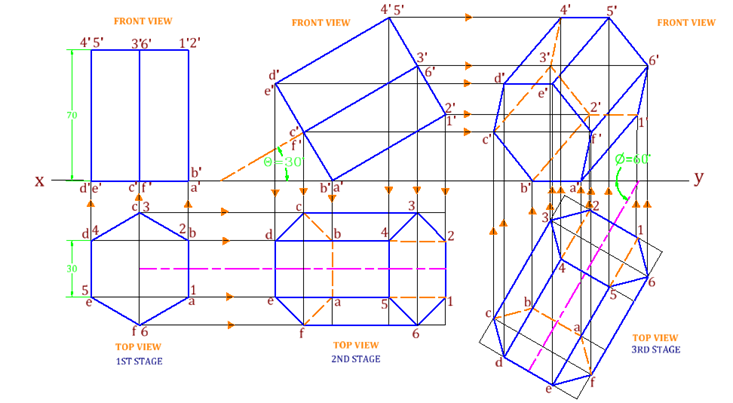 FRONT VIEW
FRONT VIEW
FRONT VIEW
4' 5'
3'6'
1'2'
4' 5'
4'
5'
3'
6'
3'
6'
d'
e'
d'
e'
2'
1'
2'
1'
c'
f'
c'
f'
70
Θ=30°
Ø=60°
b'
a'
x
y
d'e'
c'
f'
b'a'
b'
a'
c
3
d
4
2
b
30
5
e
1
a
f
6
c
3
d
b
4
2
e
a
5
1
f
6
3
2
1
4
5
6
b
c
a
d
e
f
TOP VIEW
1ST STAGE
TOP VIEW
2ND STAGE
TOP VIEW
3RD STAGE